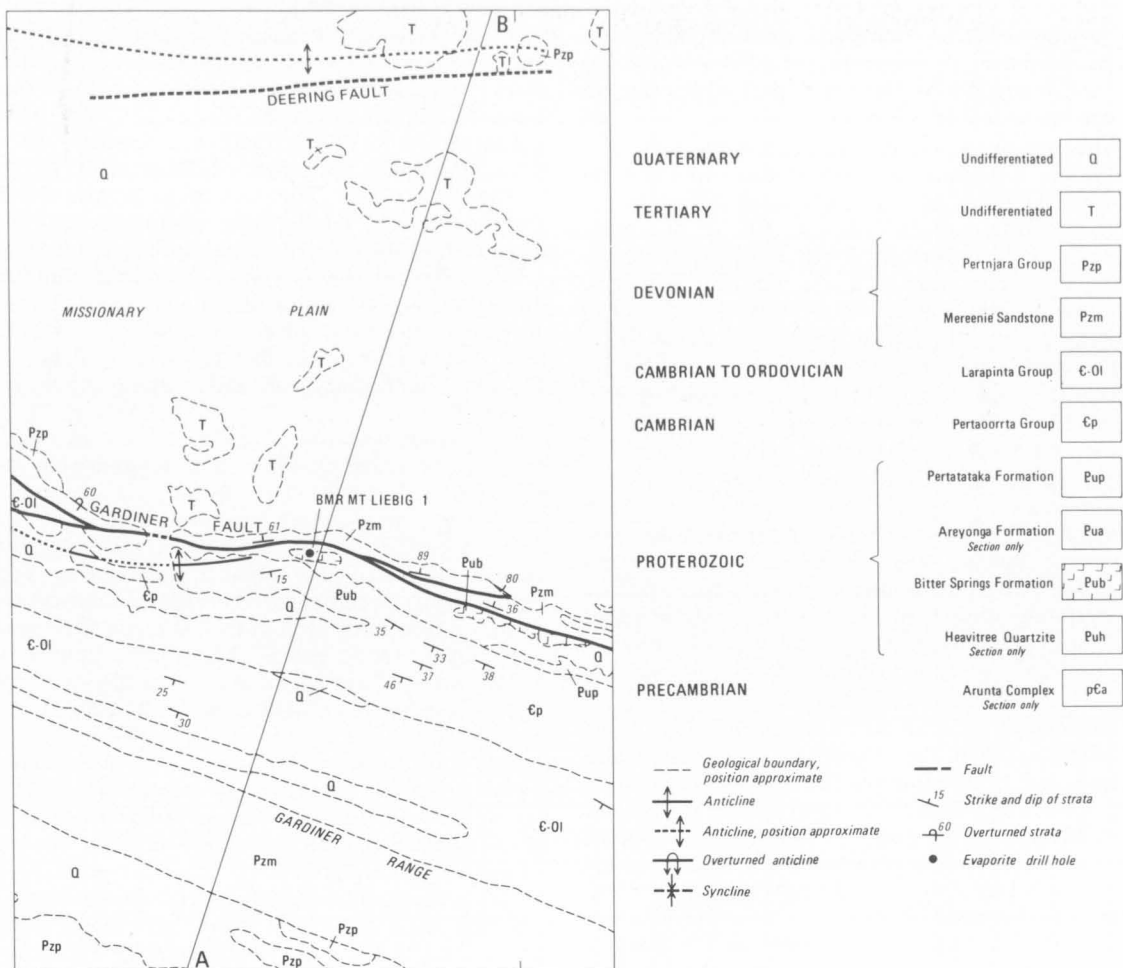 B
T
T
T
Pzp
DEERING FAULT
T
Q
T
MISSIONARY PLAIN
T
T
Pzp
T
60
BMR MT LIEBIG 1
Є-Ol
GARDINER FAULT
T
61
Pzm
Q
89
80
Pub
15
Pzm
Єp
Pub
36
Q
35
Є-Ol
33
Q
37
38
46
Pup
25
Q
Єp
30
Q
GARDINER RANGE
Є-Ol
Pzm
Q
Pzp
Pzp
Pzp
A
QUATERNARY Undifferentiated Q
TERTIARY Undifferentiated T
Pertnjara Group Pzp
DEVONIAN
Mereenie Sandstone Pzm
CAMBRIAN TO ORDOVICIAN Larapinta Group Є-Ol
CAMBRIAN Pertaoorrta Group Єp
Pertatataka Formation Pup
Areyonga Formation Pua
Section only
PROTEROZOIC
Bitter Springs Formation Pub
Heavitree Quartzite Puh
Section only
PRECAMBRIAN Arunta Complex pЄa
Section only
Geological boundary,
position approximate
Anticline
Anticline, position approximate
Overturned anticline
Syncline
Fault
15 Strike and dip of strata
60 Overturned strata
Evaporite drill hole